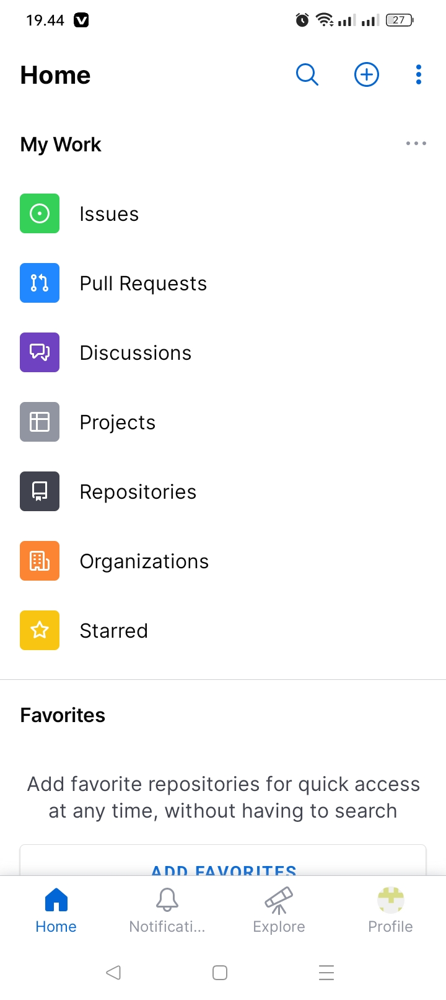 19.44
27
Home
My Work
Issues
Pull Requests
Discussions
Projects
Repositories
Organizations
Starred
Favorites
Add favorite repositories for quick access
at any time, without having to search
ADD FAVORITES
Home
Notificati...
Explore
Profile